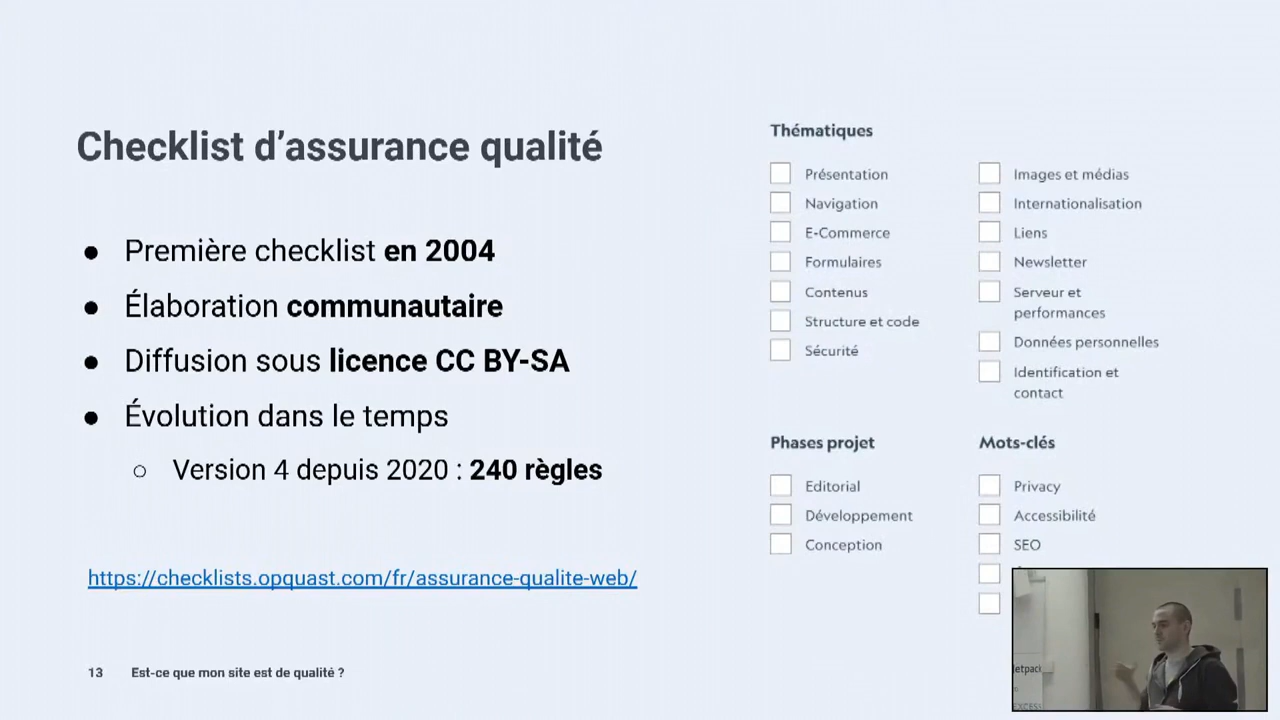 Checklist d’assurance qualité
● Première checklist en 2004
● Élaboration communautaire
● Diffusion sous licence CC BY-SA
● Évolution dans le temps
○ Version 4 depuis 2020 : 240 règles
https://checklists.opquast.com/fr/assurance-qualite-web/
Thématiques
Présentation
Navigation
E-Commerce
Formulaires
Contenus
Structure et code
Sécurité
Images et médias
Internationalisation
Liens
Newsletter
Serveur et
performances
Données personnelles
Identification et
contact
Phases projet
Editorial
Développement
Conception
Mots-clés
Privacy
Accessibilité
SEO
Jetpack
13 Est-ce que mon site est de qualité ?